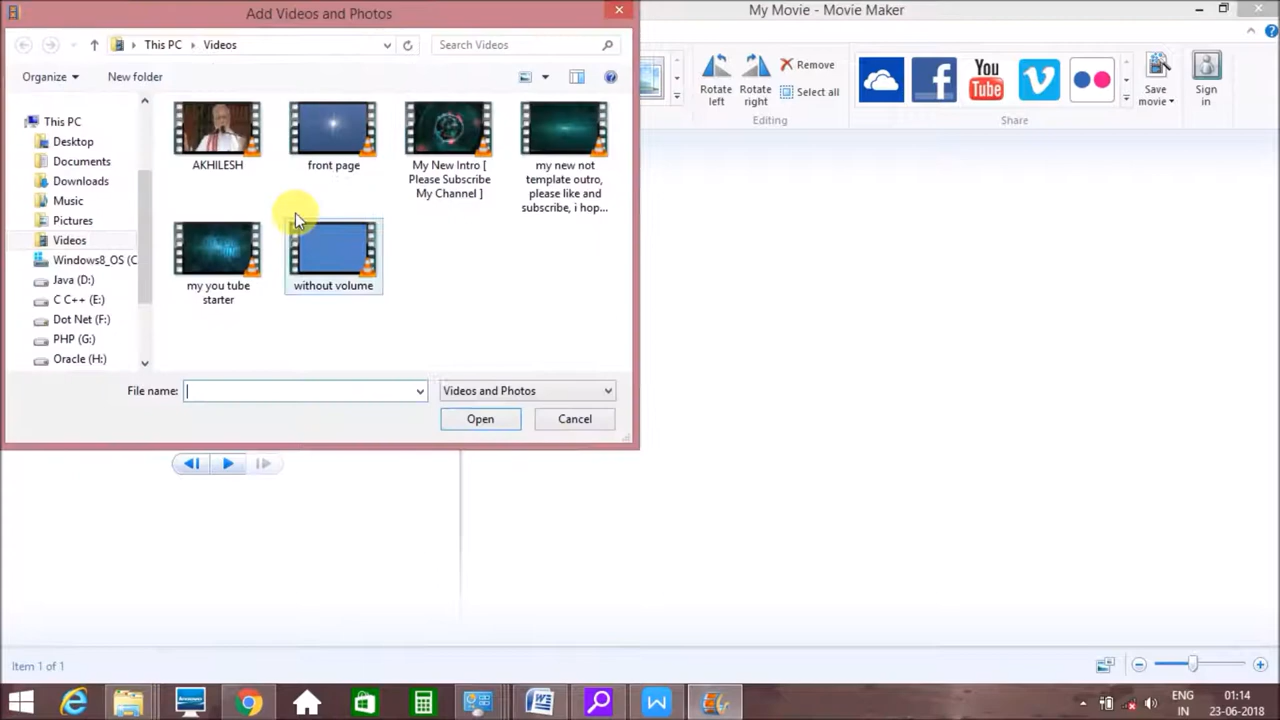 Add Videos and Photos
My Movie - Movie Maker
This PC
Videos
Search Videos
Organize
New folder
Rotate left
Rotate right
Remove
Select all
Editing
You Tube
Save movie
Sign in
Share
This PC
Desktop
Documents
Downloads
Music
Pictures
Videos
Windows8_OS (C
Java (D:)
C C++ (E:)
Dot Net (F:)
PHP (G:)
Oracle (H:)
AKHILESH
front page
My New Intro [
Please Subscribe
My Channel ]
my new not
template outro,
please like and
subscribe, i hop...
my you tube
starter
without volume
File name:
Videos and Photos
Open
Cancel
Item 1 of 1
ENG
IN
01:14
23-06-2018